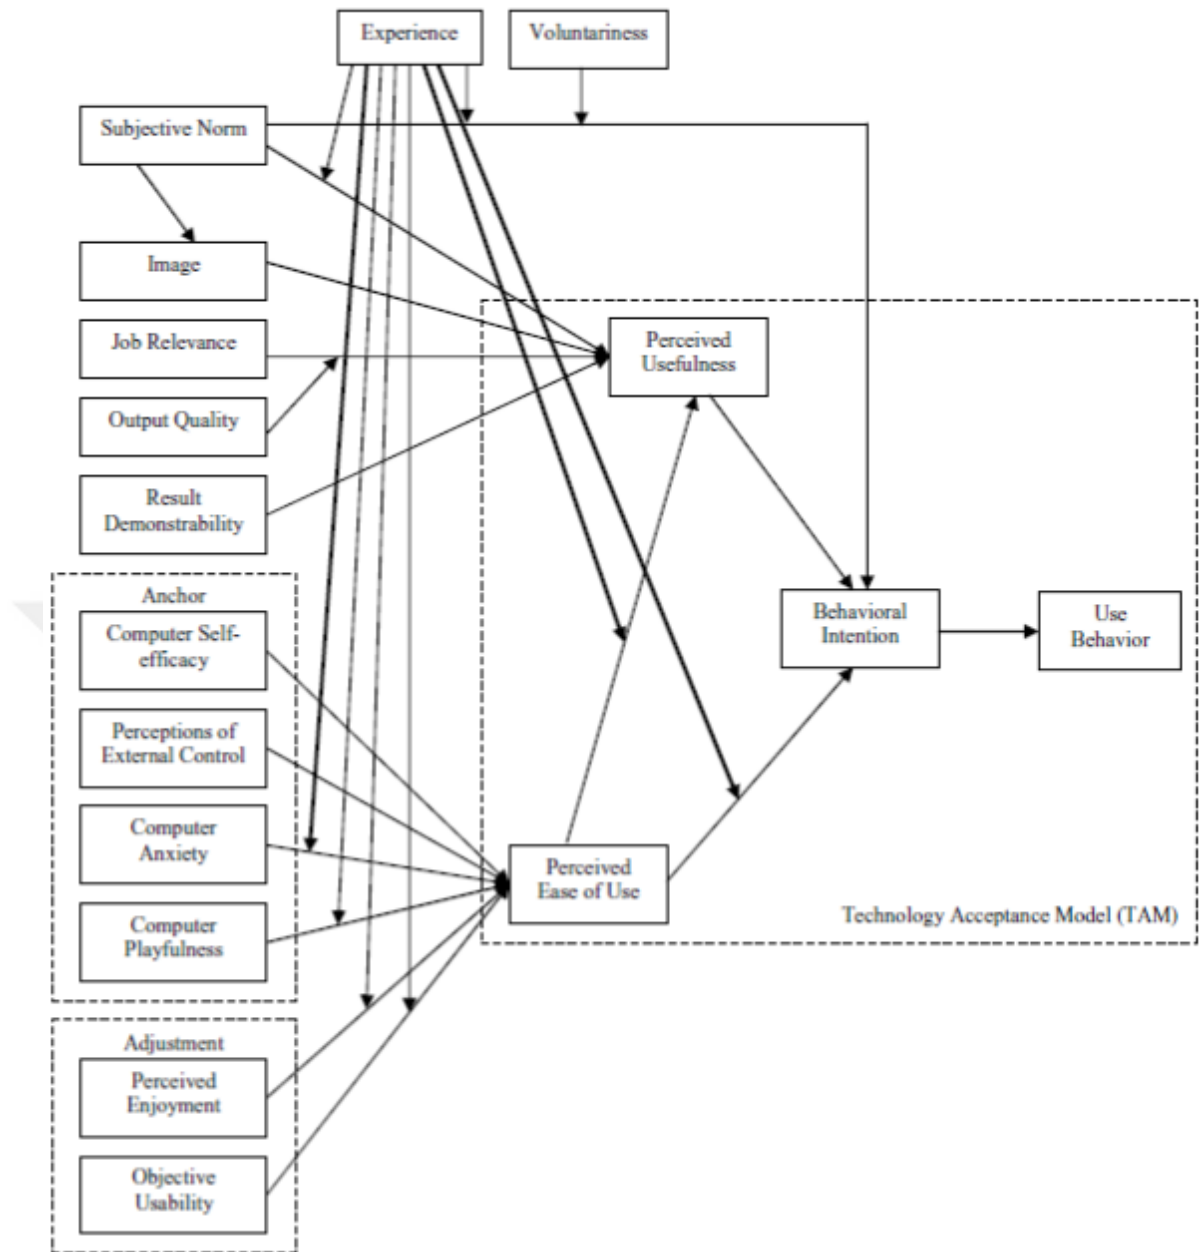 Experience
Voluntariness
Subjective Norm
Image
Job Relevance
Output Quality
Result
Demonstrability
Anchor
Computer Self-
efficacy
Perceptions of
External Control
Computer
Anxiety
Computer
Playfulness
Adjustment
Perceived
Enjoyment
Objective
Usability
Perceived
Usefulness
Perceived
Ease of Use
Behavioral
Intention
Use
Behavior
Technology Acceptance Model (TAM)